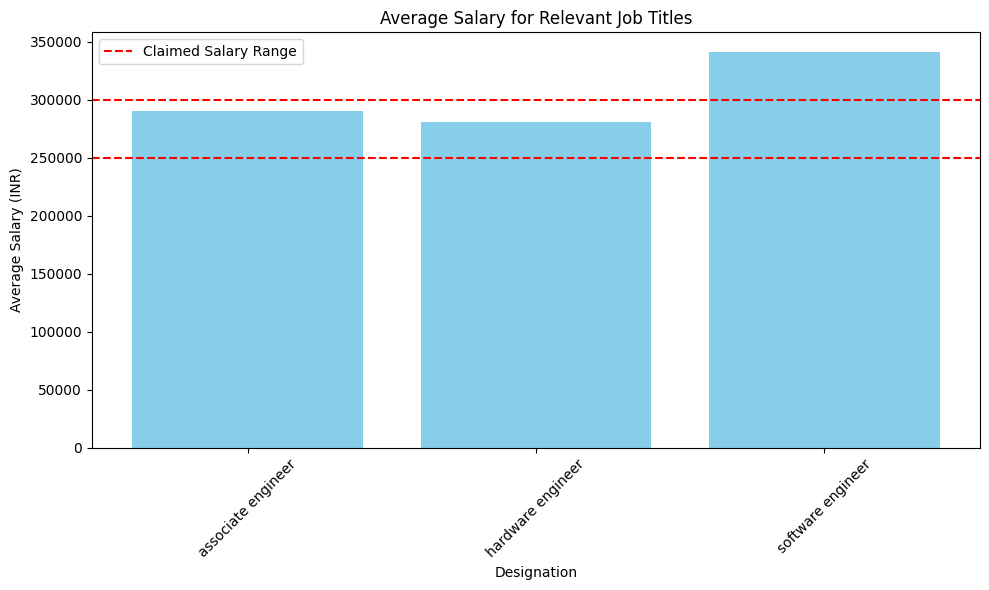 Average Salary for Relevant Job Titles
Claimed Salary Range
350000
300000
250000
200000
150000
100000
50000
0
Average Salary (INR)
associate engineer
hardware engineer
software engineer
Designation